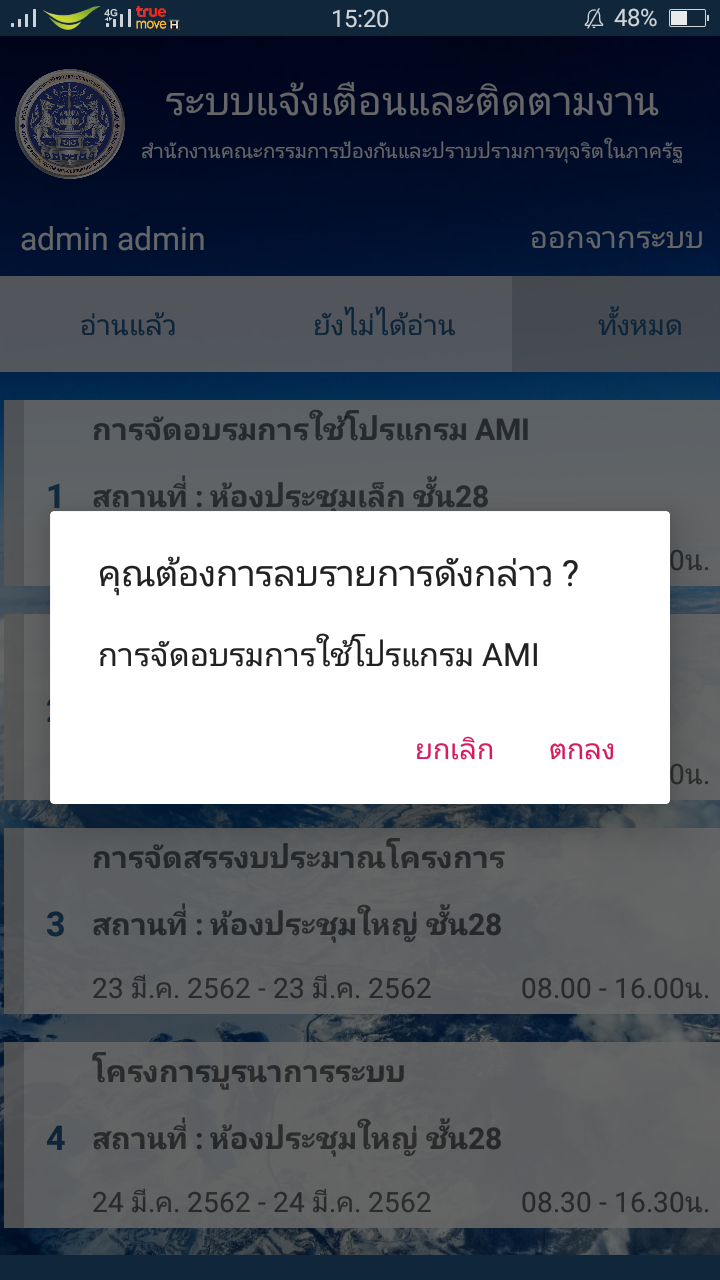 4G
true
move H
15:20
48%
ระบบแจ้งเตือนและติดตามงาน
สำนักงานคณะกรรมการป้องกันและปราบปรามการทุจริตในภาครัฐ
admin admin
ออกจากระบบ
อ่านแล้ว
ยังไม่ได้อ่าน
ทั้งหมด
การจัดอบรมการใช้โปรแกรม AMI
1
สถานที่ : ห้องประชุมเล็ก ชั้น28
0น.
คุณต้องการลบรายการดังกล่าว ?
การจัดอบรมการใช้โปรแกรม AMI
ยกเลิก
ตกลง
0น.
การจัดสรรงบประมาณโครงการ
3
สถานที่ : ห้องประชุมใหญ่ ชั้น28
23 มี.ค. 2562 - 23 มี.ค. 2562
08.00 - 16.00น.
โครงการบูรนาการระบบ
4
สถานที่ : ห้องประชุมใหญ่ ชั้น28
24 มี.ค. 2562 - 24 มี.ค. 2562
08.30 - 16.30น.